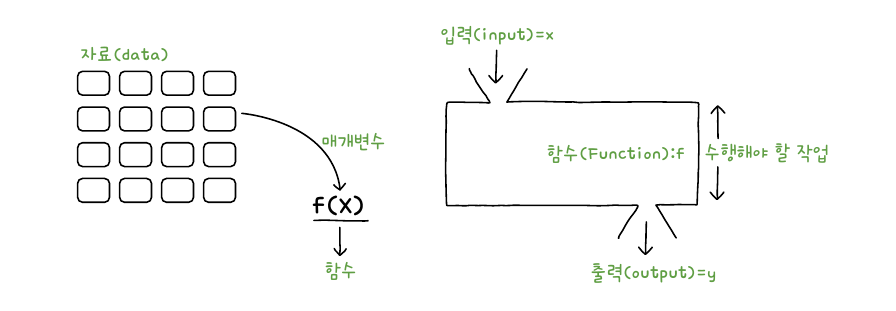 자료(data)
매개변수
f(X)
함수
입력(input)=x
함수(Function):f
수행해야 할 작업
출력(output)=y